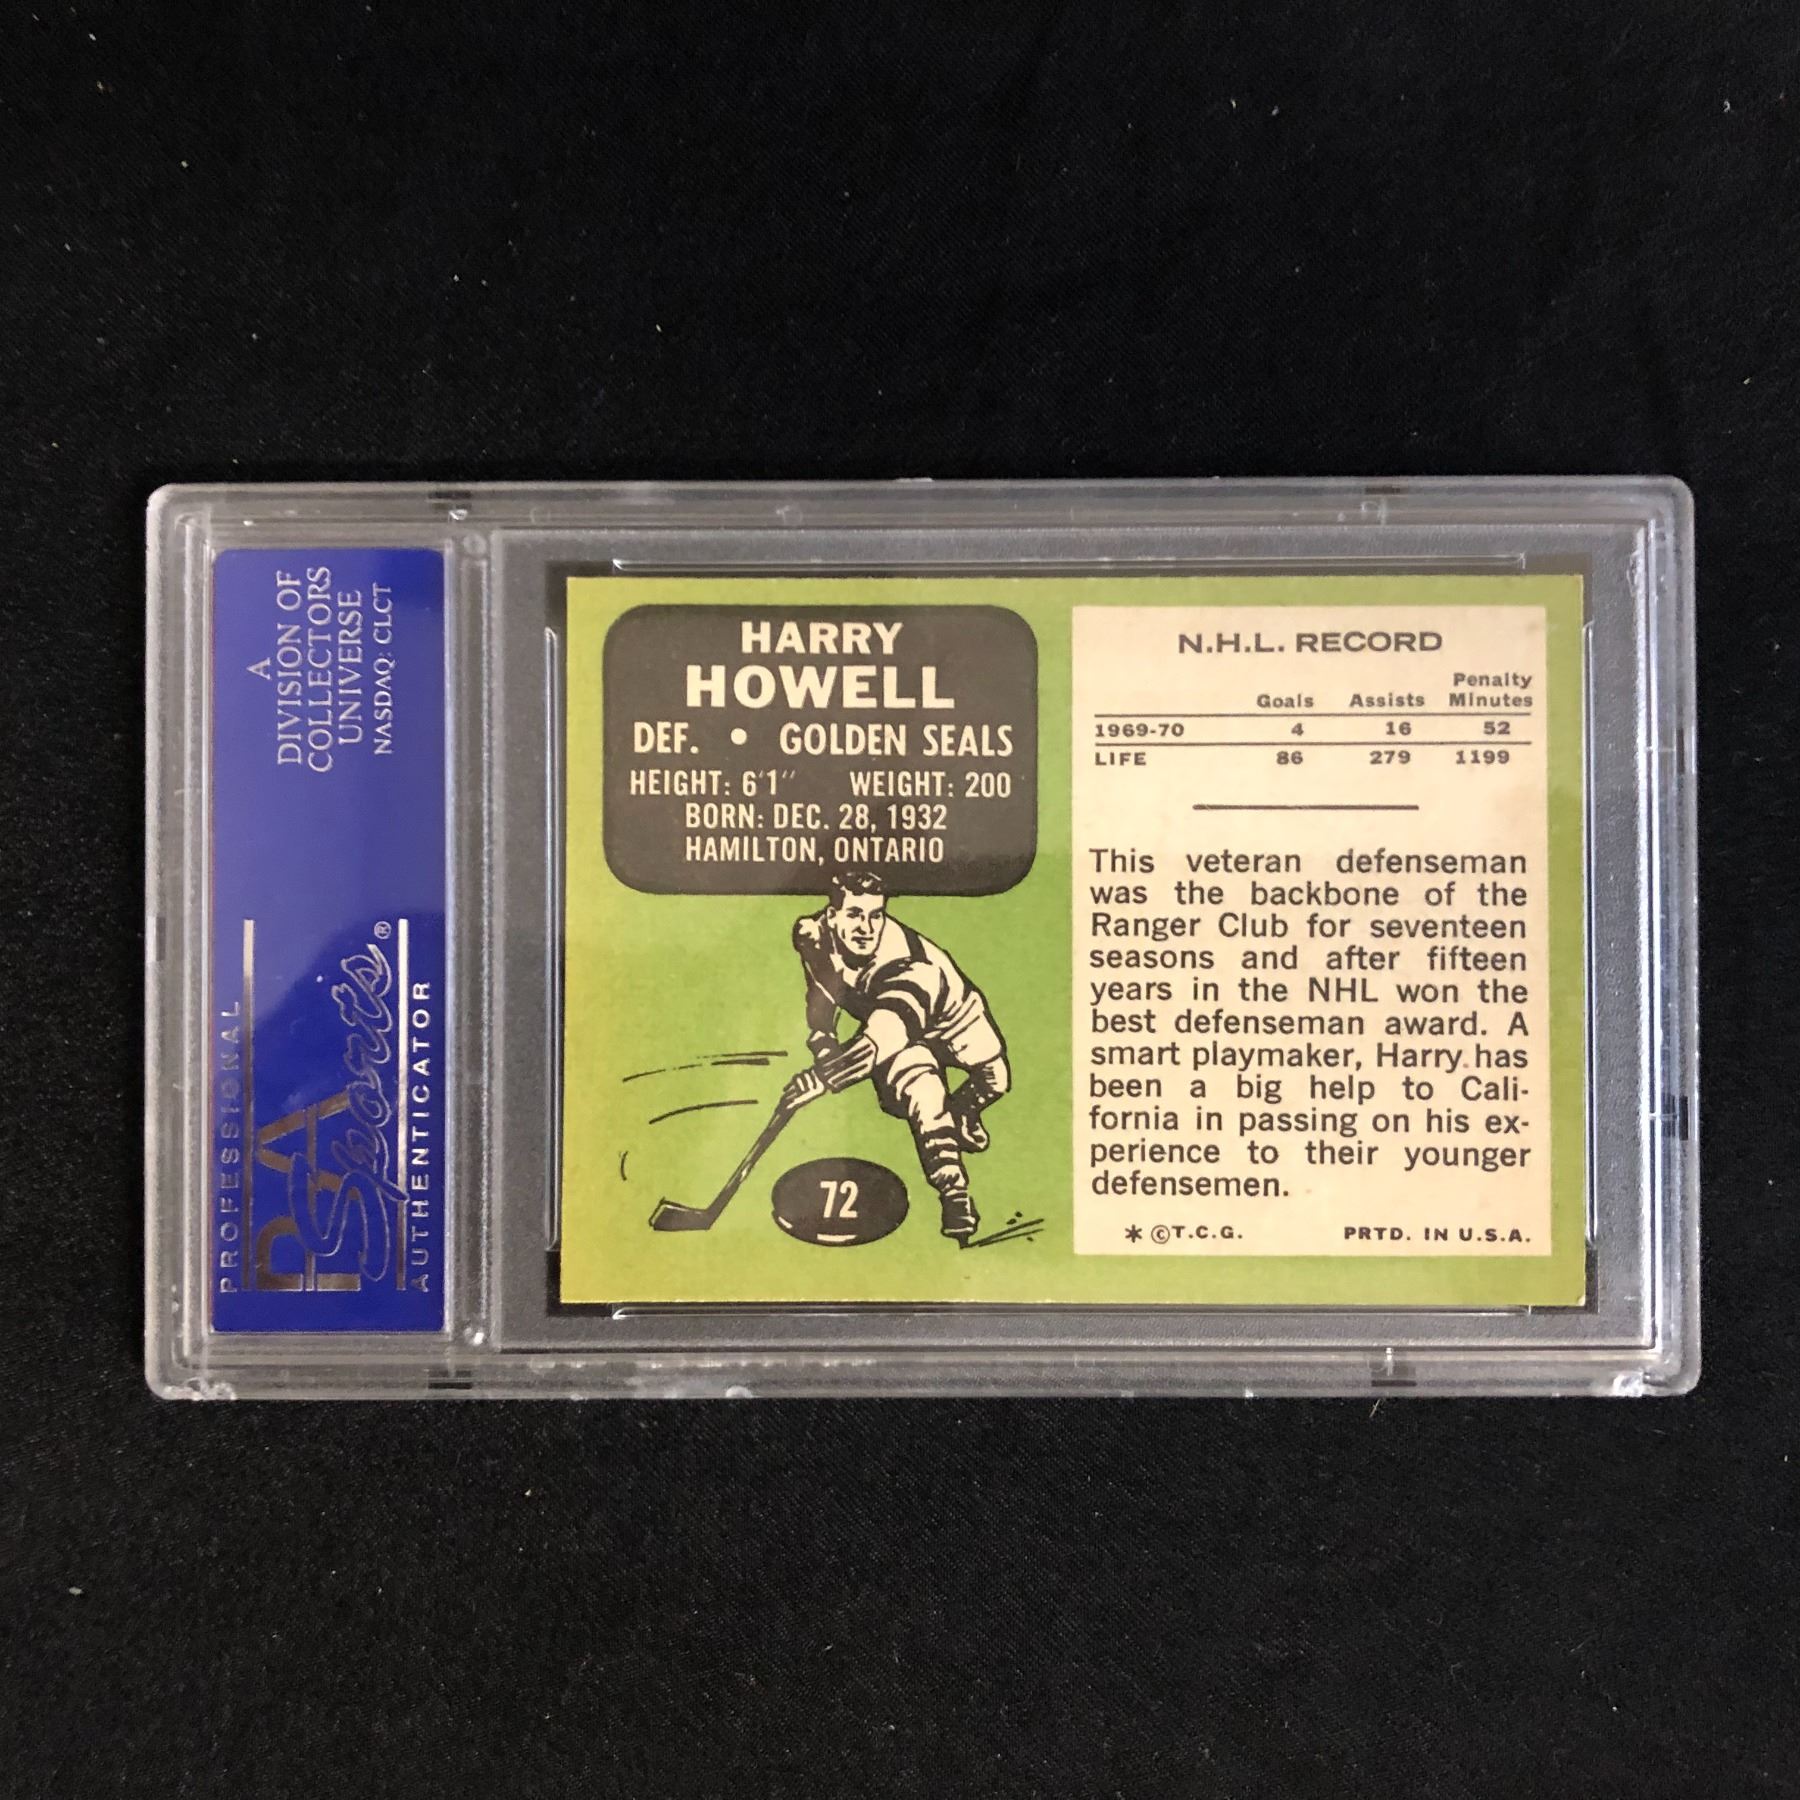 A
DIVISION OF
COLLECTORS
UNIVERSE
NASDAQ: CLCT
PROFESSIONAL
PSA
Sports®
AUTHENTICATOR
HARRY
HOWELL
DEF. • GOLDEN SEALS
HEIGHT: 6'1" WEIGHT: 200
BORN: DEC. 28, 1932
HAMILTON, ONTARIO
72
N.H.L. RECORD
Goals Assists Penalty Minutes
1969-70 4 16 52
LIFE 86 279 1199
This veteran defenseman
was the backbone of the
Ranger Club for seventeen
seasons and after fifteen
years in the NHL won the
best defenseman award. A
smart playmaker, Harry has
been a big help to Cali-
fornia in passing on his ex-
perience to their younger
defensemen.
* ©T.C.G. PRTD. IN U.S.A.